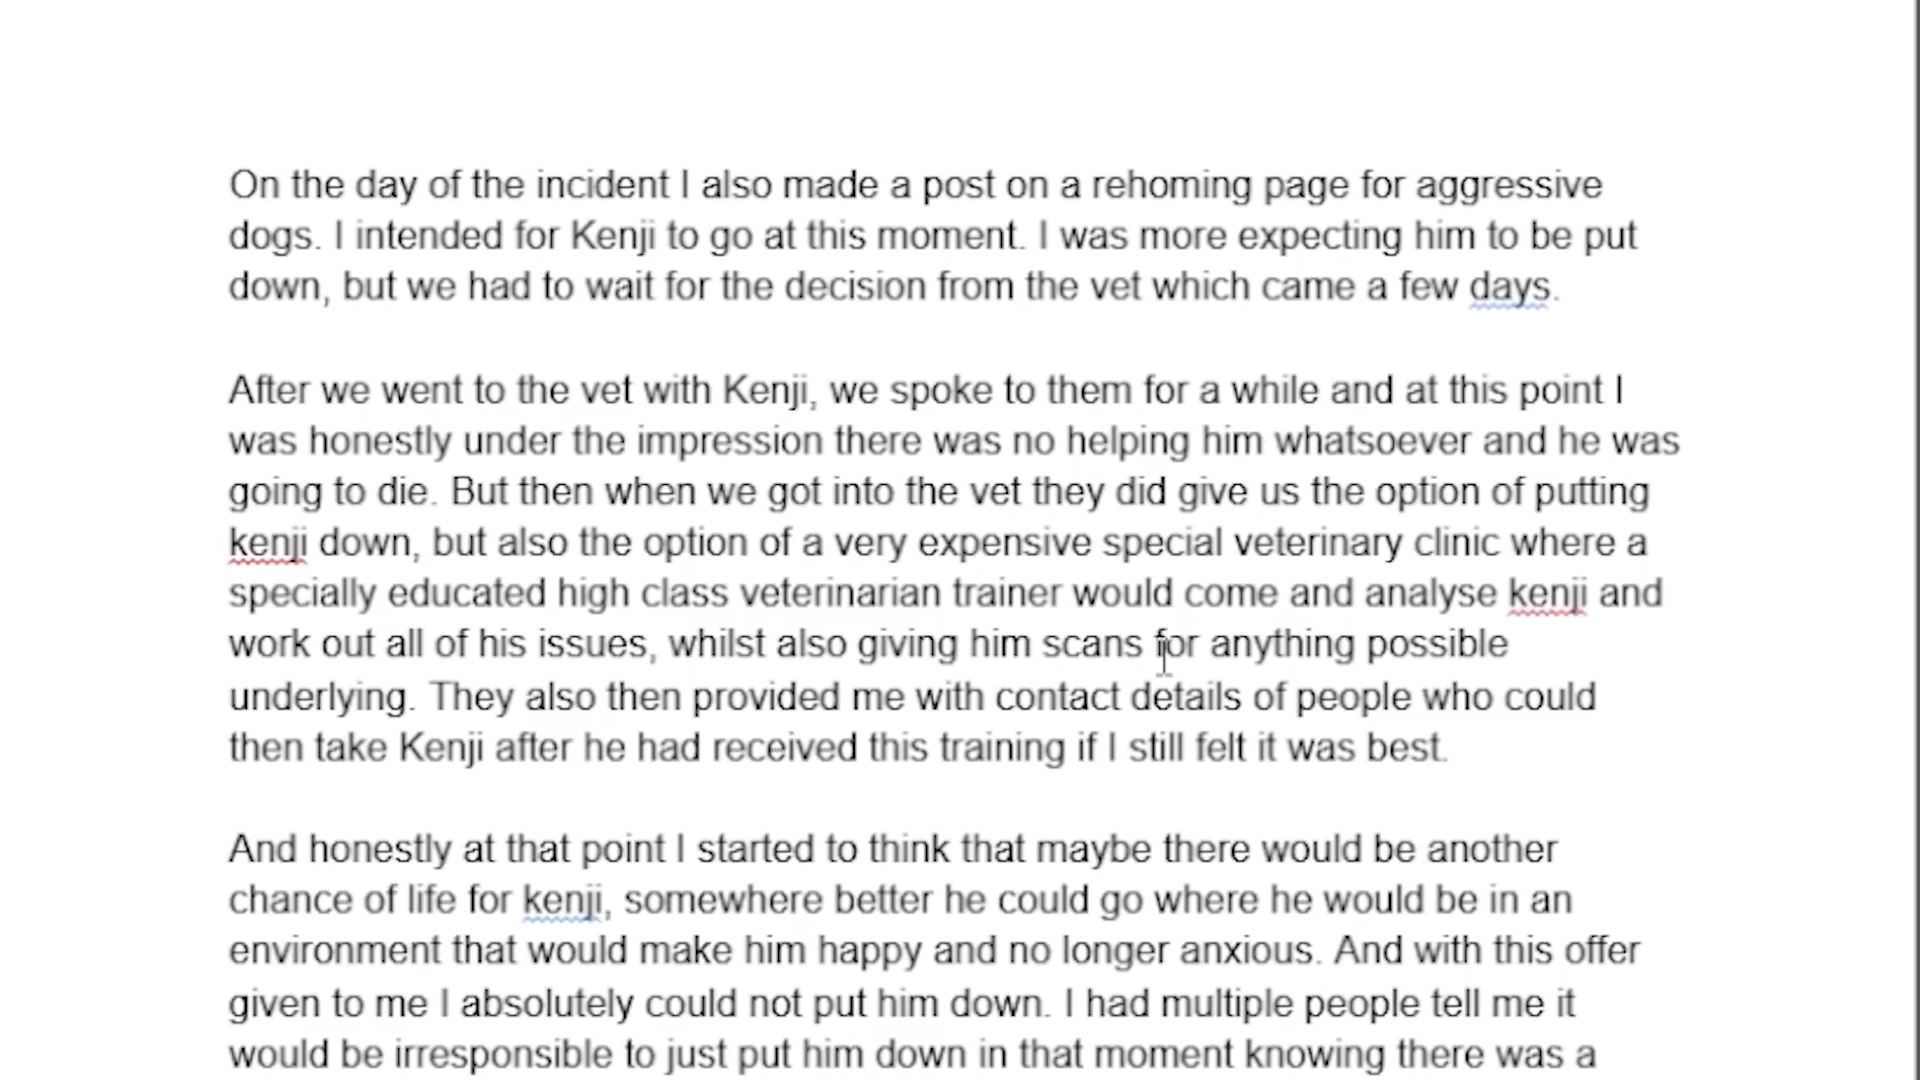 On the day of the incident I also made a post on a rehoming page for aggressive
dogs. I intended for Kenji to go at this moment. I was more expecting him to be put
down, but we had to wait for the decision from the vet which came a few days.
After we went to the vet with Kenji, we spoke to them for a while and at this point I
was honestly under the impression there was no helping him whatsoever and he was
going to die. But then when we got into the vet they did give us the option of putting
kenji down, but also the option of a very expensive special veterinary clinic where a
specially educated high class veterinarian trainer would come and analyse kenji and
work out all of his issues, whilst also giving him scans for anything possible
underlying. They also then provided me with contact details of people who could
then take Kenji after he had received this training if I still felt it was best.
And honestly at that point I started to think that maybe there would be another
chance of life for kenji, somewhere better he could go where he would be in an
environment that would make him happy and no longer anxious. And with this offer
given to me I absolutely could not put him down. I had multiple people tell me it
would be irresponsible to just put him down in that moment knowing there was a